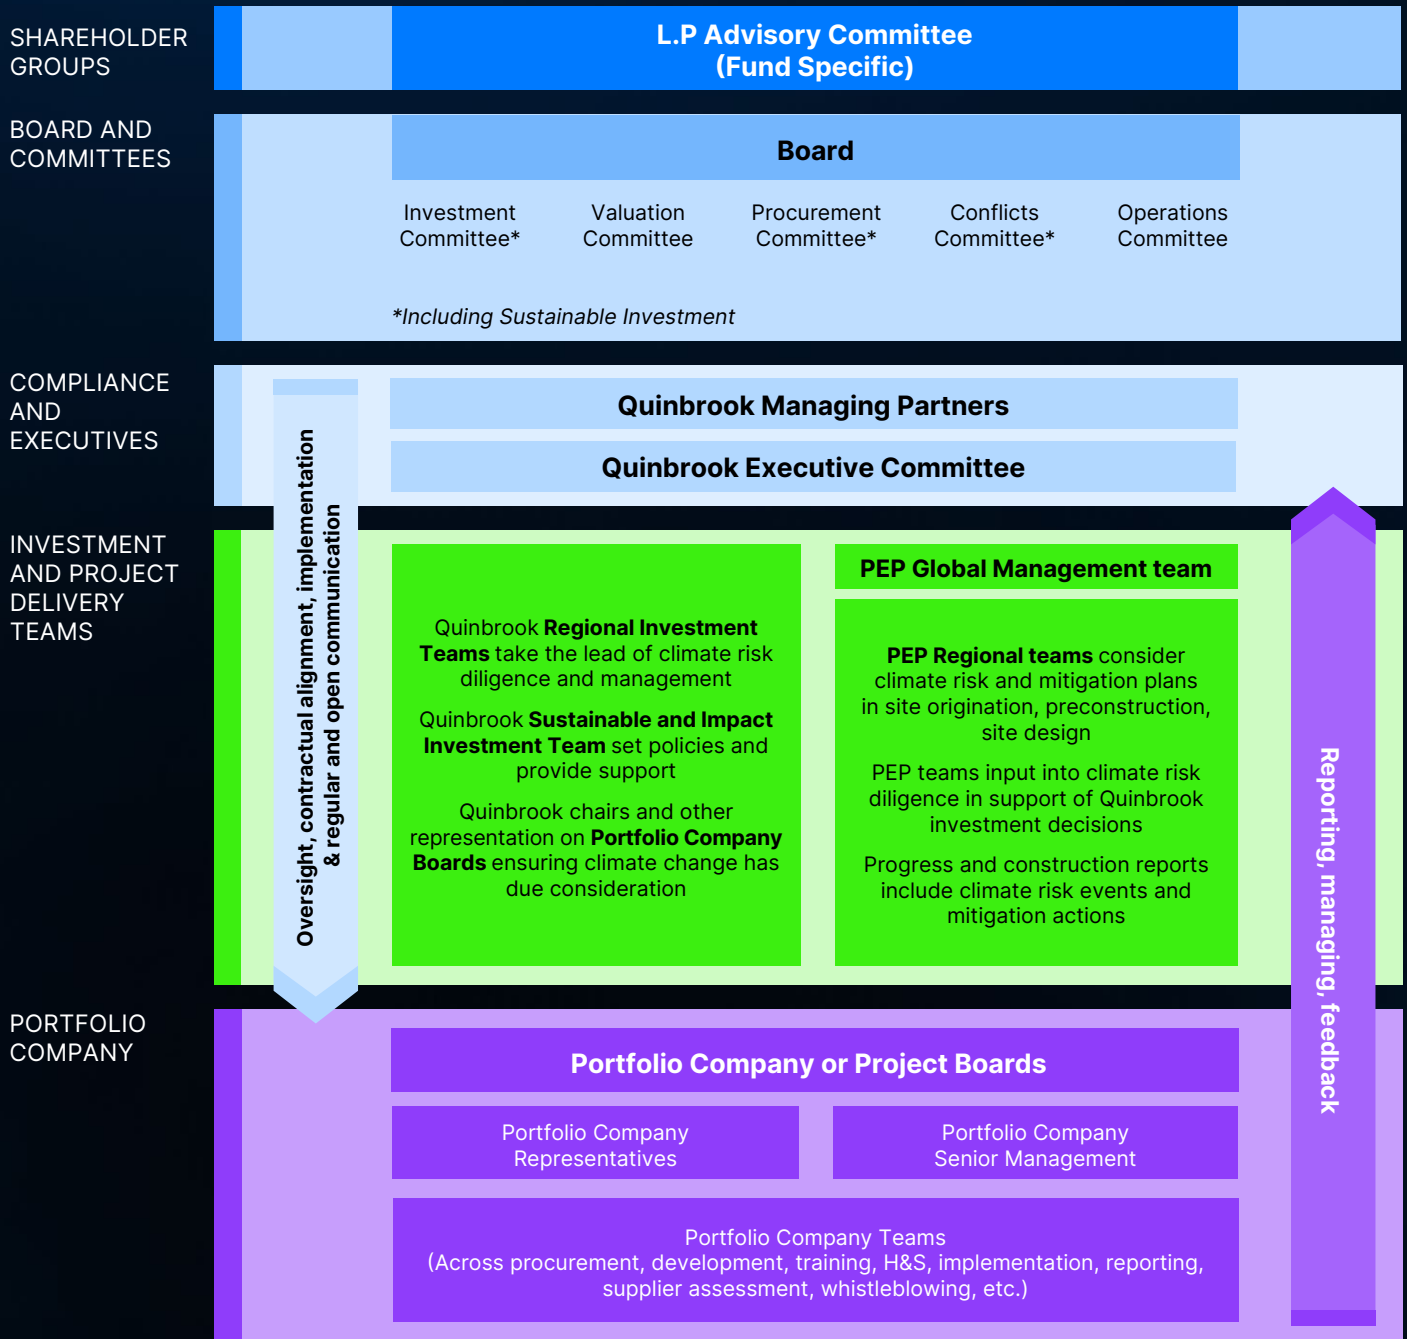 SHAREHOLDER
GROUPS
L.P Advisory Committee
(Fund Specific)
BOARD AND
COMMITTEES
Board
Investment
Committee*
Valuation
Committee
Procurement
Committee*
Conflicts
Committee*
Operations
Committee
*Including Sustainable Investment
COMPLIANCE
AND
EXECUTIVES
Quinbrook Managing Partners
Quinbrook Executive Committee
Oversight, contractual alignment, implementation
& regular and open communication
INVESTMENT
AND PROJECT
DELIVERY
TEAMS
Quinbrook Regional Investment
Teams take the lead of climate risk
diligence and management
Quinbrook Sustainable and Impact
Investment Team set policies and
provide support
Quinbrook chairs and other
representation on Portfolio Company
Boards ensuring climate change has
due consideration
PEP Global Management team
PEP Regional teams consider
climate risk and mitigation plans
in site origination, preconstruction,
site design
PEP teams input into climate risk
diligence in support of Quinbrook
investment decisions
Progress and construction reports
include climate risk events and
mitigation actions
Reporting, managing, feedback
PORTFOLIO
COMPANY
Portfolio Company or Project Boards
Portfolio Company
Representatives
Portfolio Company
Senior Management
Portfolio Company Teams
(Across procurement, development, training, H&S, implementation, reporting,
supplier assessment, whistleblowing, etc.)